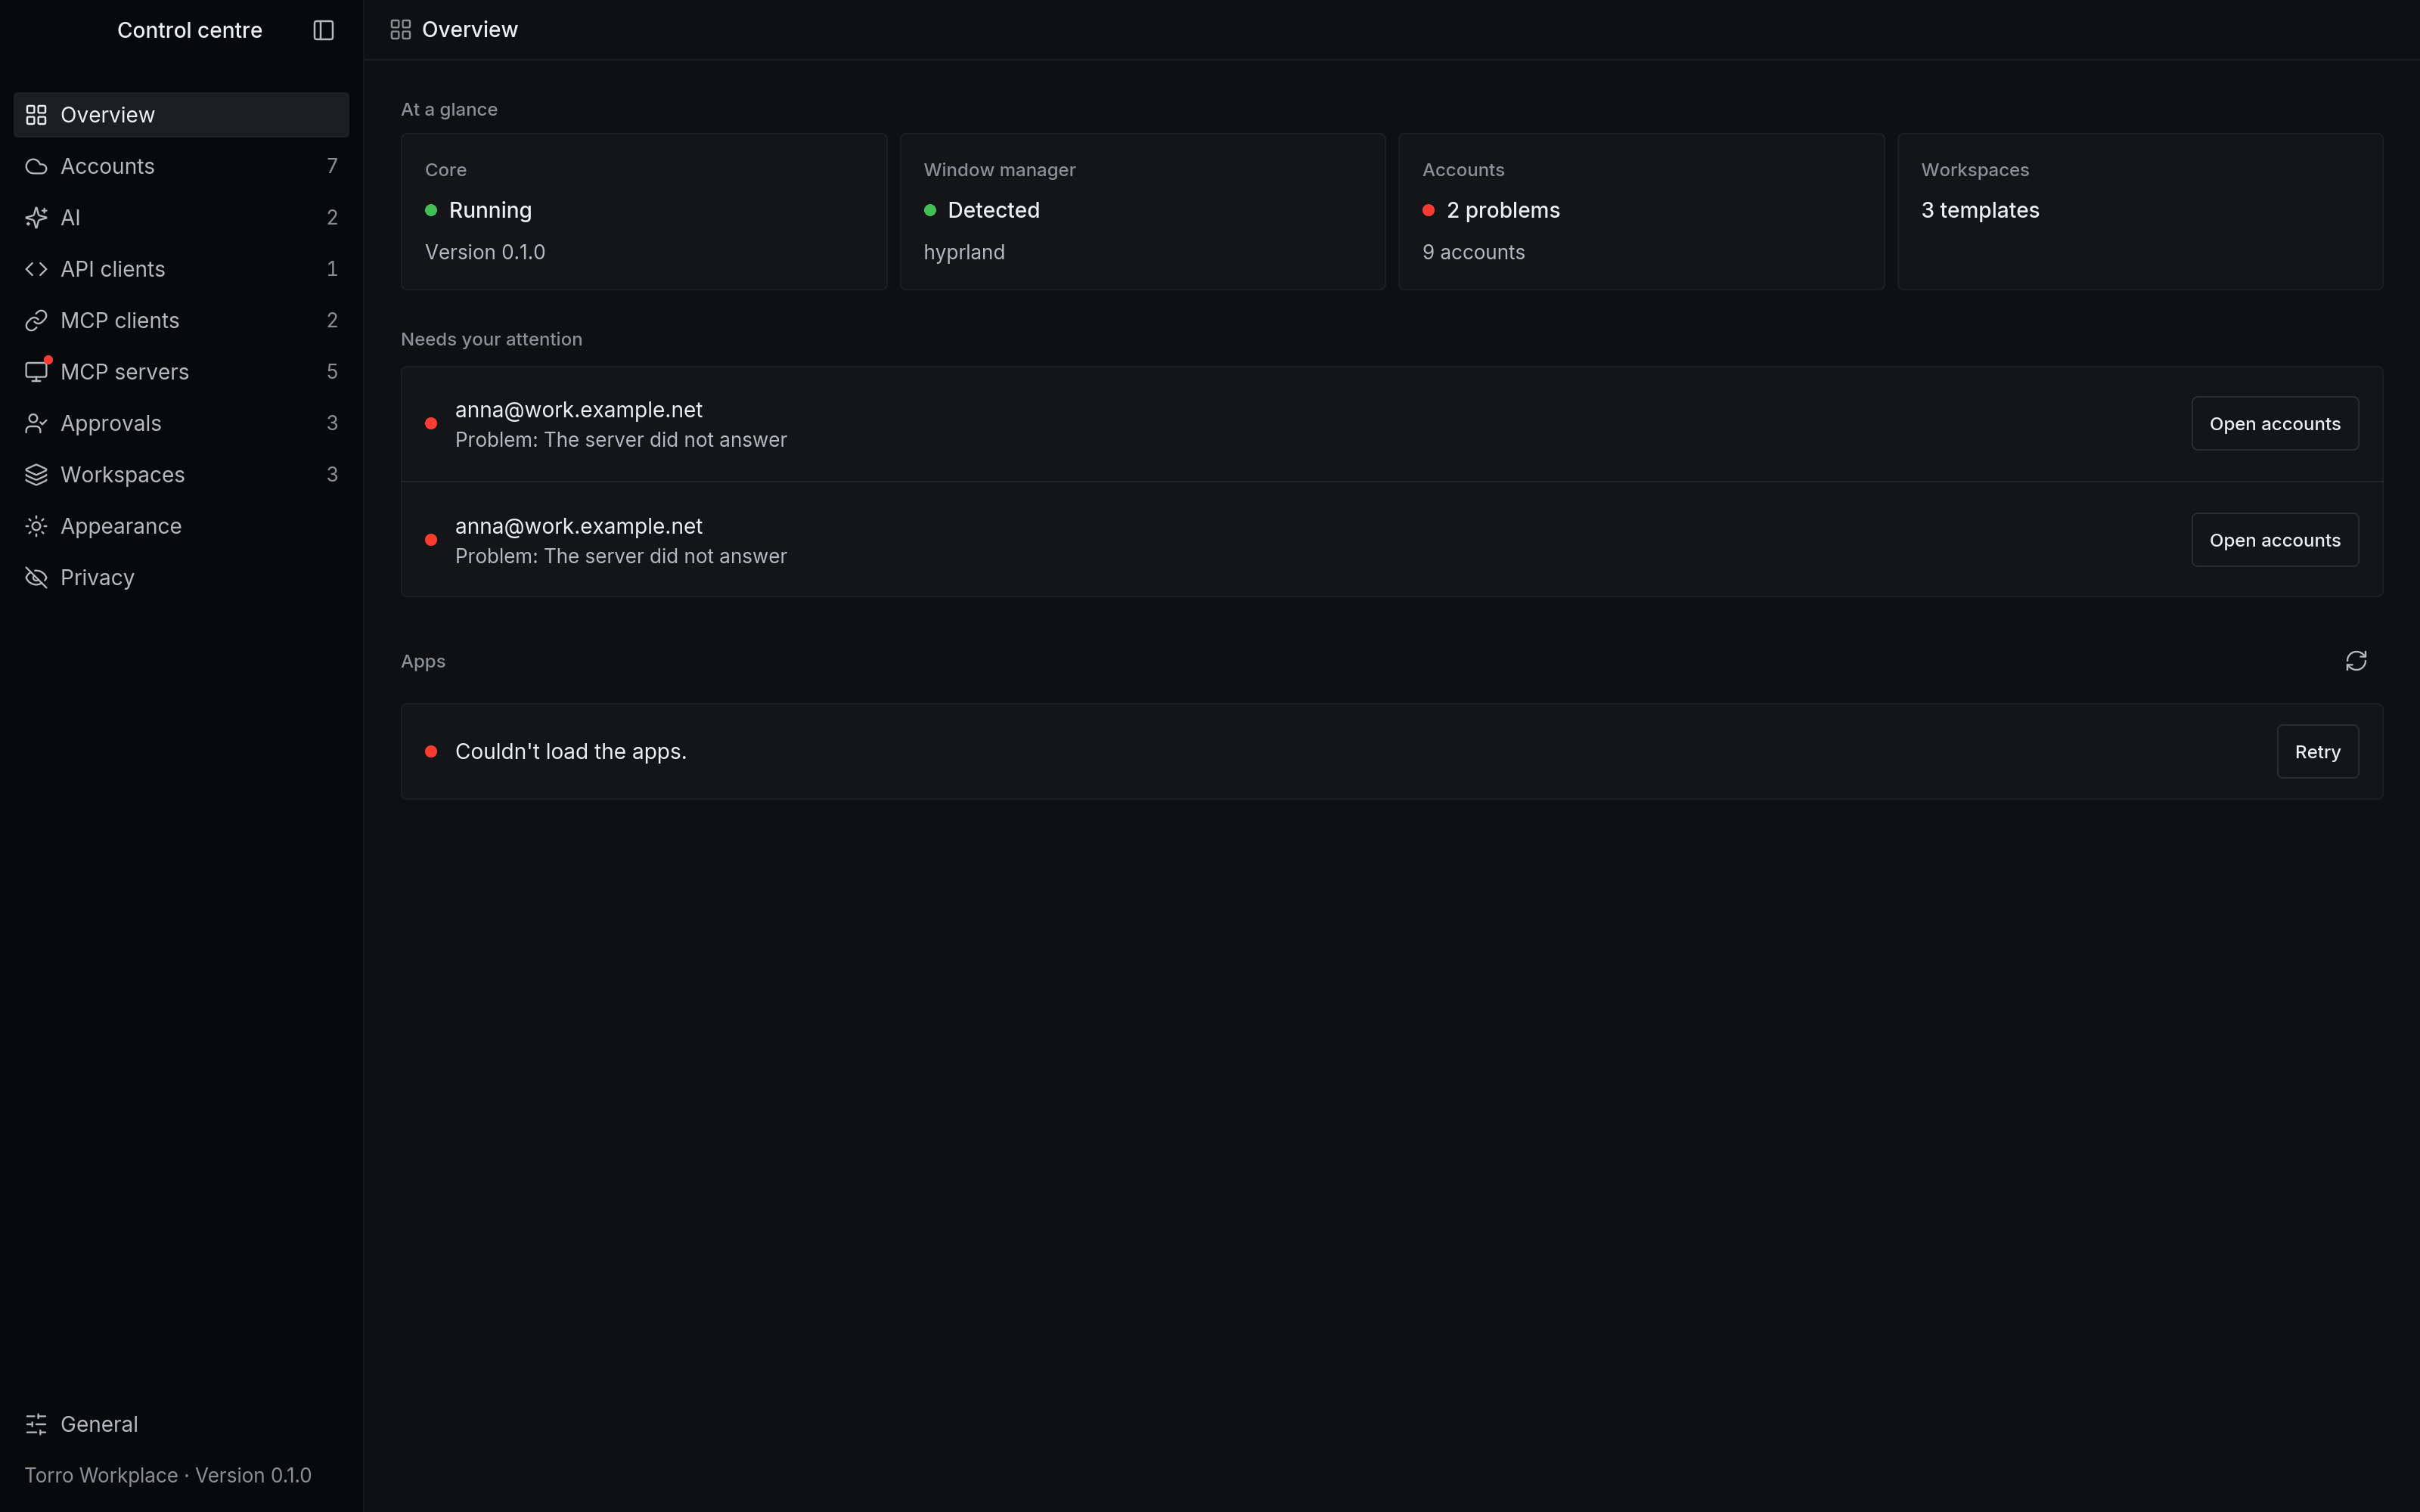 Control centre
Overview
Accounts 7
AI 2
API clients 1
MCP clients 2
MCP servers 5
Approvals 3
Workspaces 3
Appearance
Privacy
General
Torro Workplace · Version 0.1.0
Overview
At a glance
Core
Running
Version 0.1.0
Window manager
Detected
hyprland
Accounts
2 problems
9 accounts
Workspaces
3 templates
Needs your attention
anna@work.example.net
Problem: The server did not answer
Open accounts
anna@work.example.net
Problem: The server did not answer
Open accounts
Apps
Couldn't load the apps.
Retry